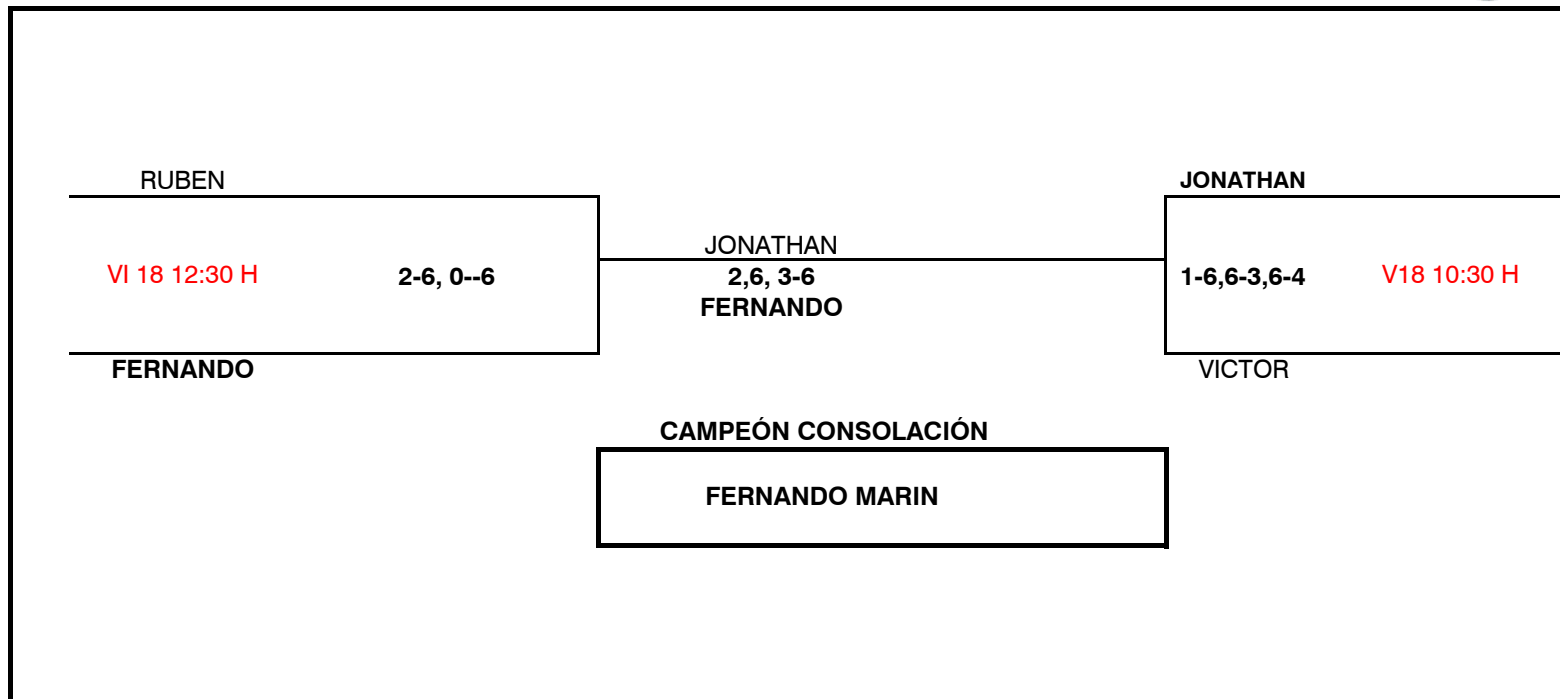 RUBEN
JONATHAN
JONATHAN
VI 18 12:30 H
2-6, 0--6
2,6, 3-6
1-6,6-3,6-4
V18 10:30 H
FERNANDO
FERNANDO
VICTOR
CAMPEÓN CONSOLACIÓN
FERNANDO MARIN